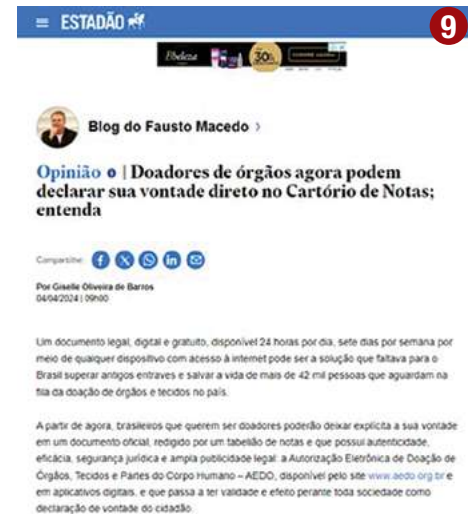 ESTADÃO
9
30%
Blog do Fausto Macedo >
Opinião | Doadores de órgãos agora podem
declarar sua vontade direto no Cartório de Notas;
entenda
Compartilhe:
Por Giselle Oliveira de Barros
04/04/2024 | 09h00
Um documento legal, digital e gratuito, disponível 24 horas por dia, sete dias por semana por
meio de qualquer dispositivo com acesso à internet pode ser a solução que faltava para o
Brasil superar antigos entraves e salvar a vida de mais de 42 mil pessoas que aguardam na
fila da doação de órgãos e tecidos no país.
A partir de agora, brasileiros que querem ser doadores poderão deixar explícita a sua vontade
em um documento oficial, redigido por um tabelião de notas e que possui autenticidade,
eficácia, segurança jurídica e ampla publicidade legal: a Autorização Eletrônica de Doação de
Órgãos, Tecidos e Partes do Corpo Humano – AEDO, disponível pelo site www.aedo.org.br e
em aplicativos digitais, e que passa a ter validade e efeito perante toda sociedade como
declaração de vontade do cidadão.